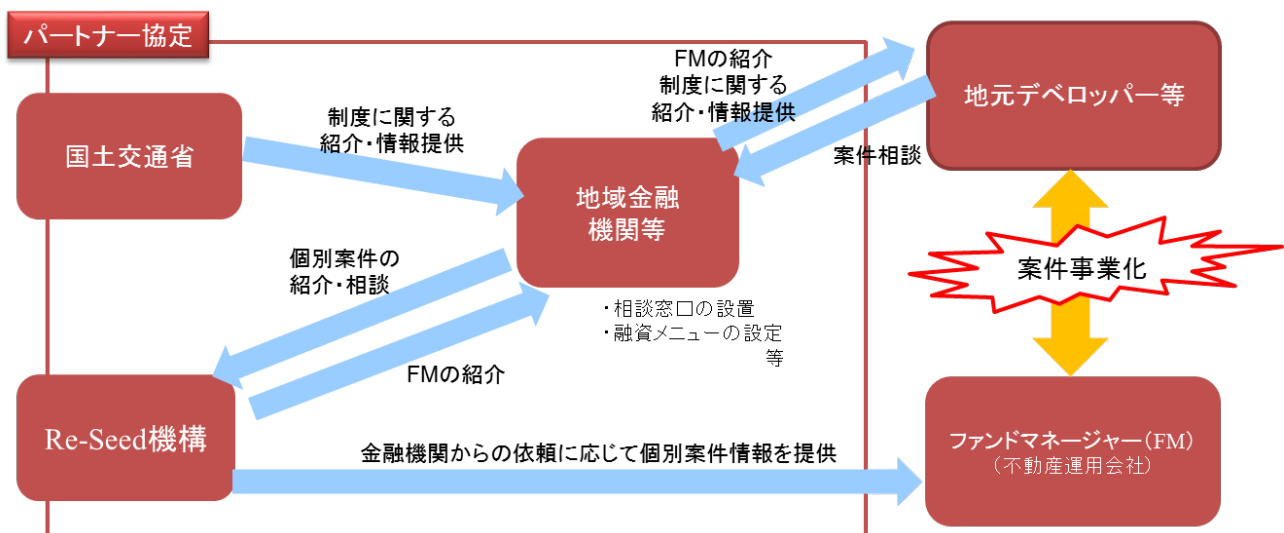 パートナー協定
国土交通省
制度に関する
紹介・情報提供
FMの紹介
制度に関する
紹介・情報提供
案件相談
地元デベロッパー等
地域金融
機関等
・相談窓口の設置
・融資メニューの設定
等
個別案件の
紹介・相談
FMの紹介
案件事業化
Re-Seed機構
金融機関からの依頼に応じて個別案件情報を提供
ファンドマネージャー(FM)
(不動産運用会社)